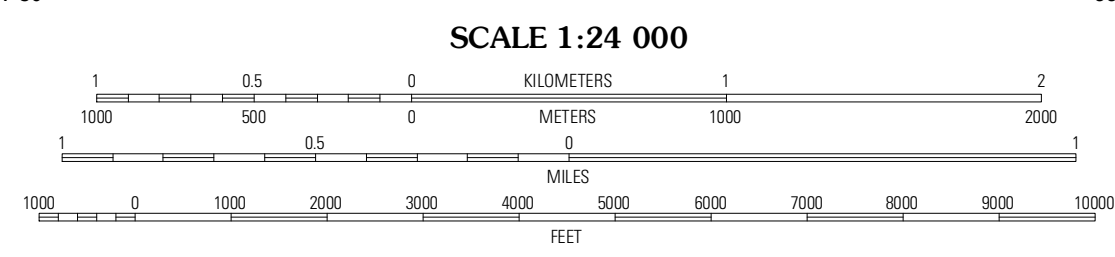 SCALE 1:24 000
1 0.5 0 KILOMETERS 1 2
1000 500 0 METERS 1000 2000
1 0.5 0 1
MILES
1000 0 1000 2000 3000 4000 5000 6000 7000 8000 9000 10000
FEET